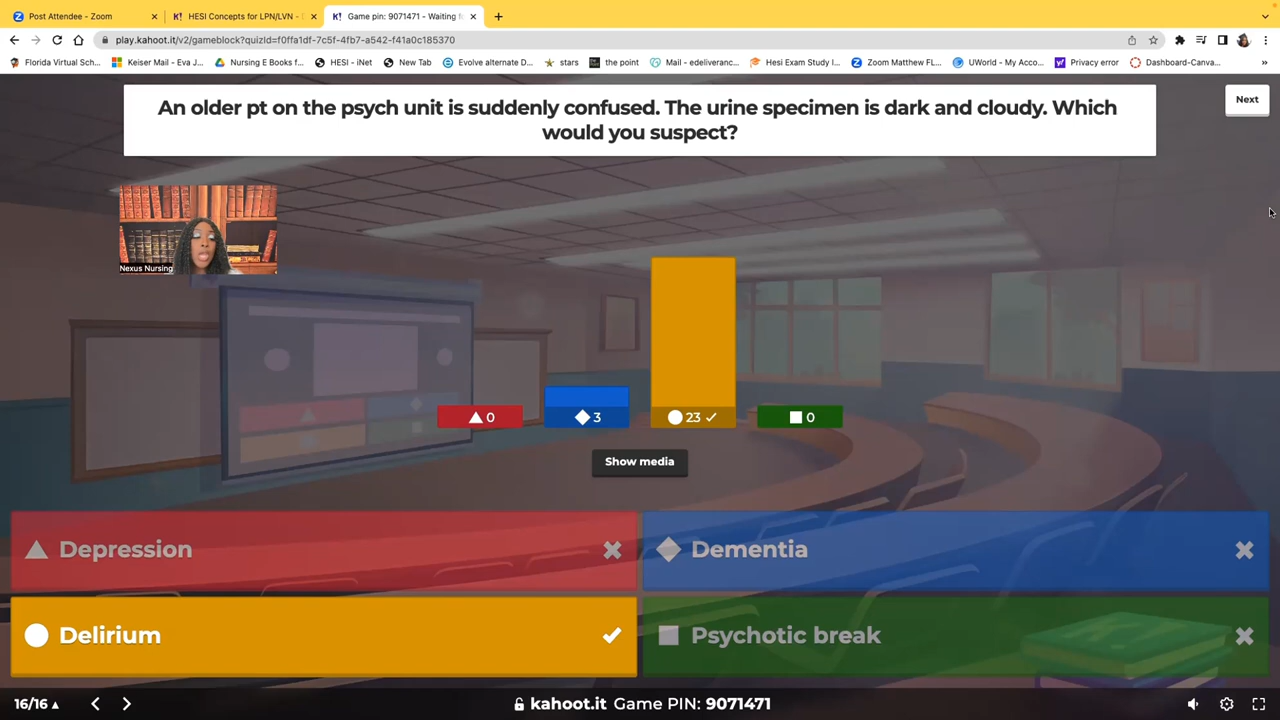 Post Attendee - Zoom
HESI Concepts for LPN/LVN -
Game pin: 9071471 - Waiting
play.kahoot.it/v2/gameblock?quizId=f0ffa1df-7c5f-4fb7-a542-f41a0c185370
Florida Virtual Sch...
Keiser Mail - Eva J...
Nursing E Books f...
HESI - iNet
New Tab
Evolve alternate D...
stars
the point
Mail - edeliveranc...
Hesi Exam Study I...
Zoom Matthew FL...
UWorld - My Acco...
Privacy error
Dashboard-Canva...
An older pt on the psych unit is suddenly confused. The urine specimen is dark and cloudy. Which
would you suspect?
Next
Nexus Nursing
0
3
23
0
Show media
Depression
Dementia
Delirium
Psychotic break
16/16
kahoot.it Game PIN: 9071471